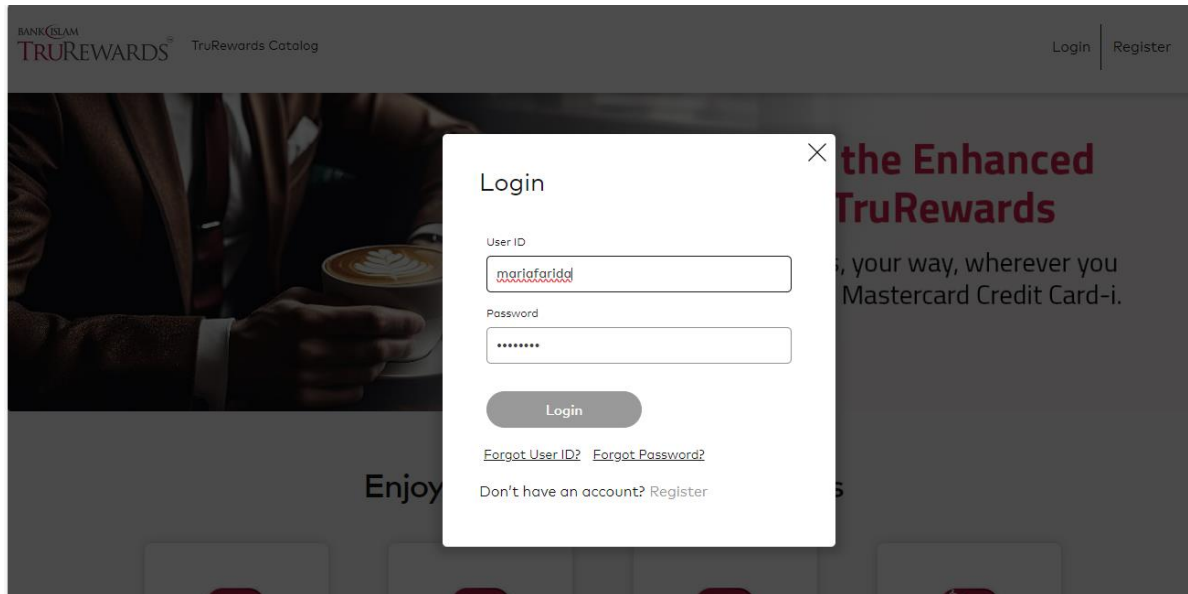 BANK ISLAM
TRUREWARDS
TruRewards Catalog
Login
Register
the Enhanced
TruRewards
, your way, wherever you
Mastercard Credit Card-i.
Login
User ID
mariafarida
Password
••••••••
Login
Forgot User ID? Forgot Password?
Don't have an account? Register
Enjoy
s